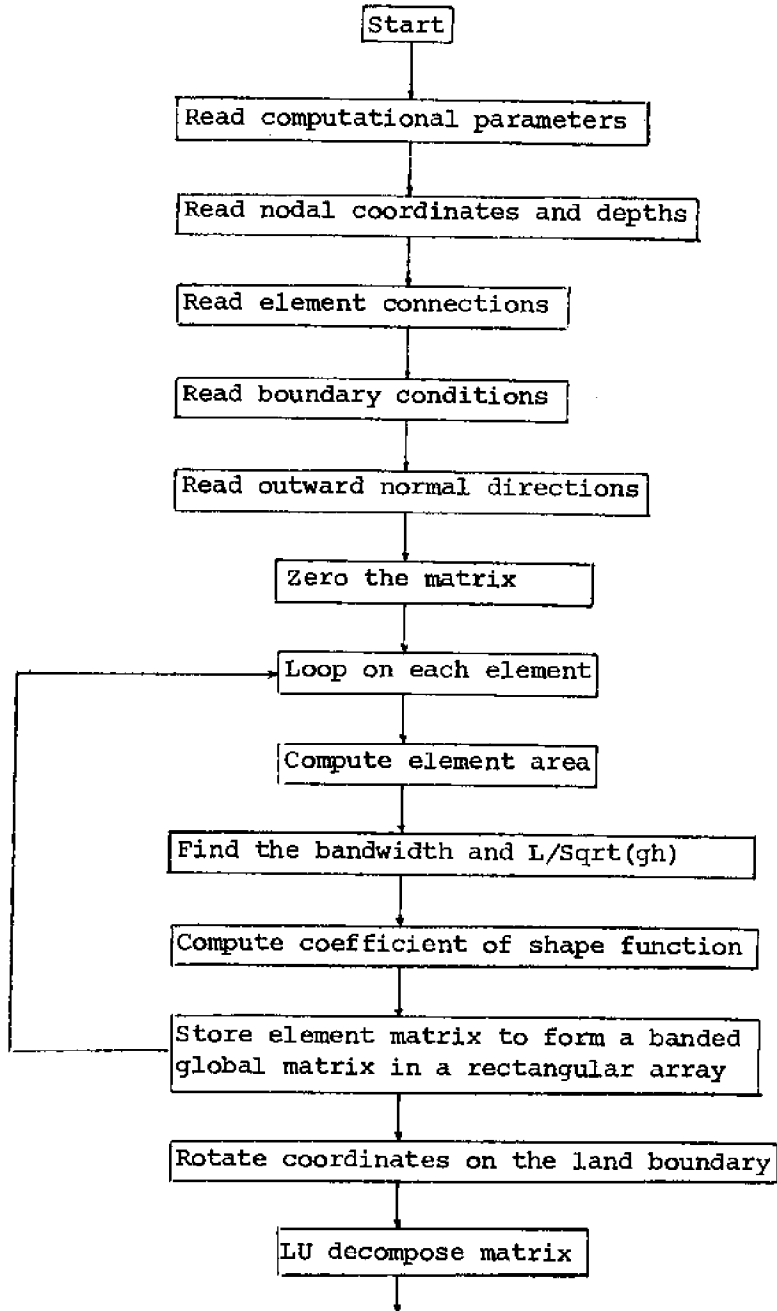 Start
Read computational parameters
Read nodal coordinates and depths
Read element connections
Read boundary conditions
Read outward normal directions
Zero the matrix
Loop on each element
Compute element area
Find the bandwidth and L/Sqrt(gh)
Compute coefficient of shape function
Store element matrix to form a banded
global matrix in a rectangular array
Rotate coordinates on the land boundary
LU decompose matrix